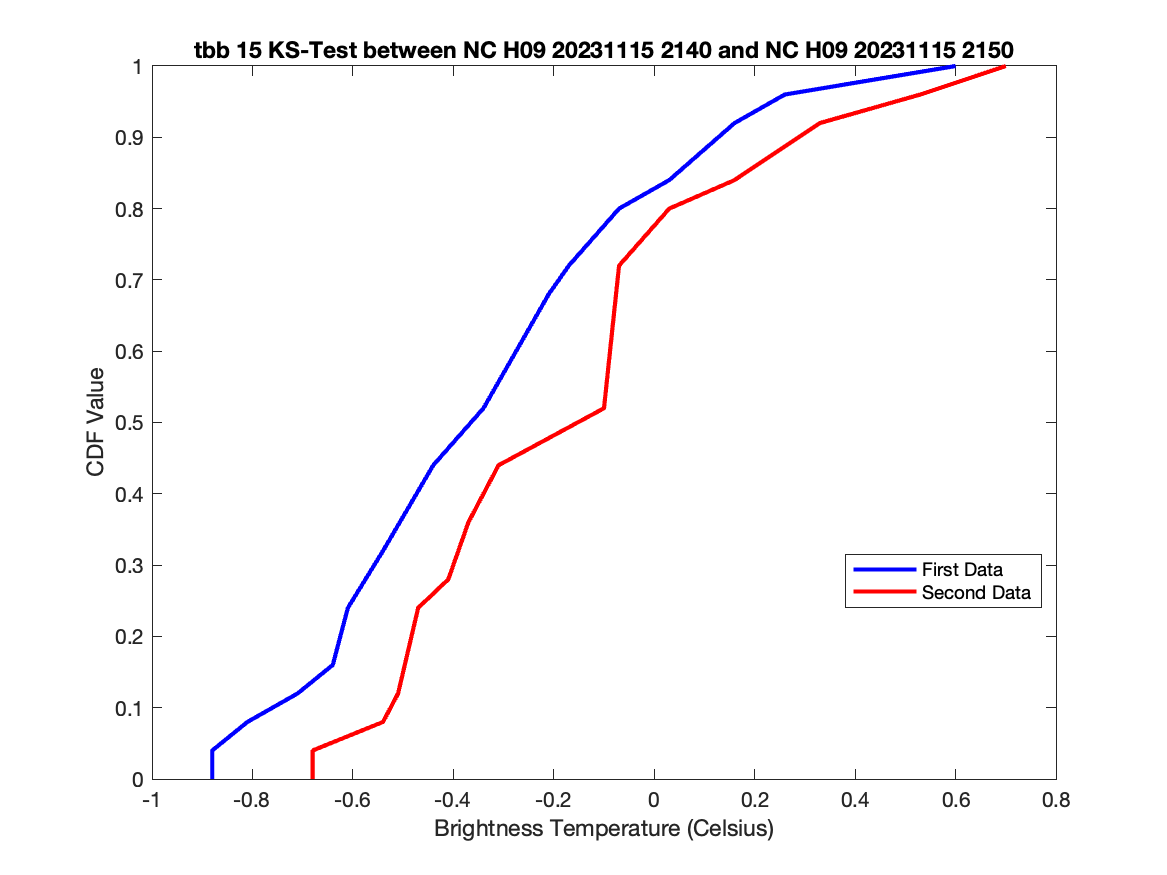 tbb 15 KS-Test between NC H09 20231115 2140 and NC H09 20231115 2150
1
0.9
0.8
0.7
0.6
0.5
0.4
0.3
0.2
0.1
0
CDF Value
First Data
Second Data
-1 -0.8 -0.6 -0.4 -0.2 0 0.2 0.4 0.6 0.8
Brightness Temperature (Celsius)